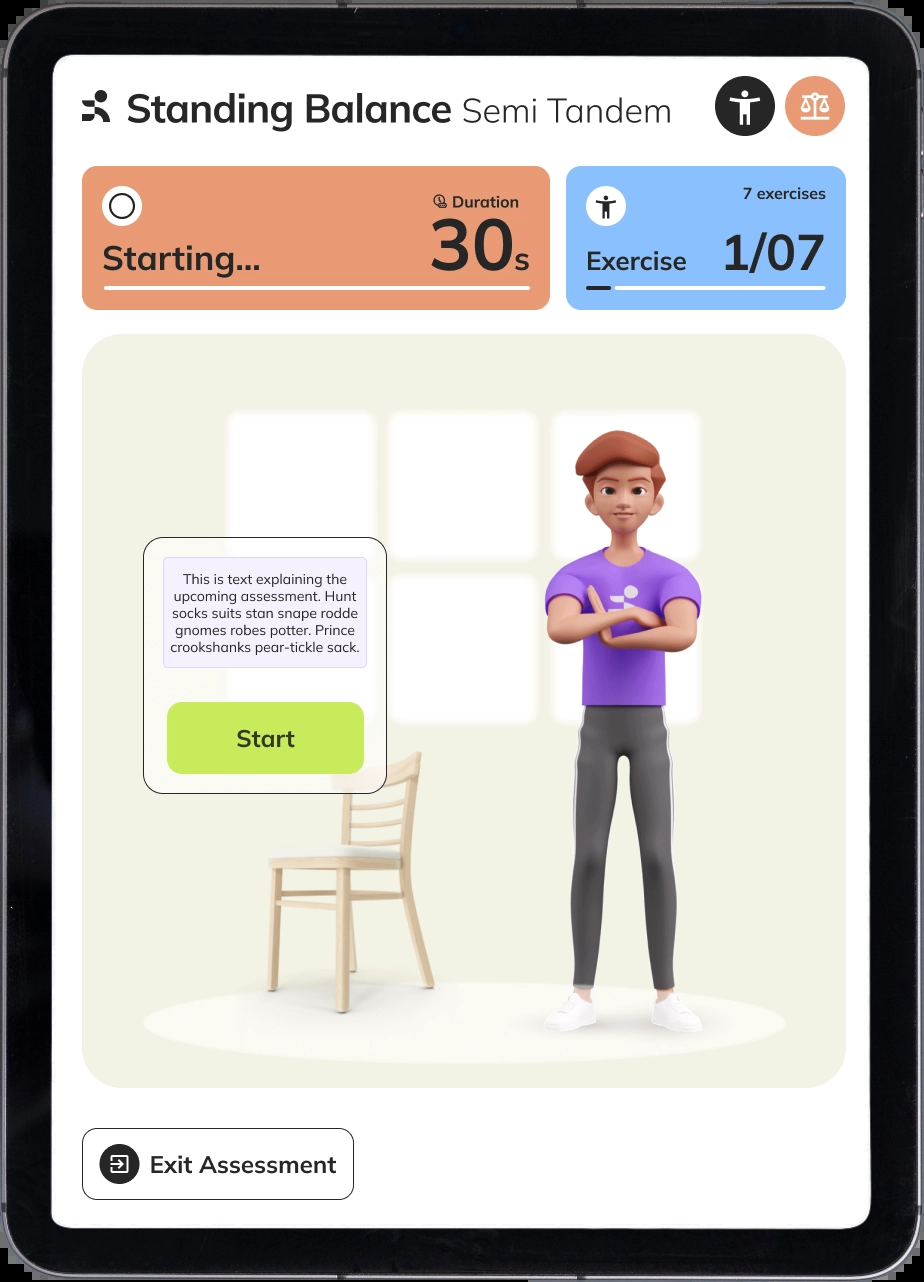 Standing Balance Semi Tandem
Duration
30s
Starting...
7 exercises
Exercise 1/07
This is text explaining the
upcoming assessment. Hunt
socks suits stan snape rodde
gnomes robes potter. Prince
crookshanks pear-tickle sack.
Start
Exit Assessment